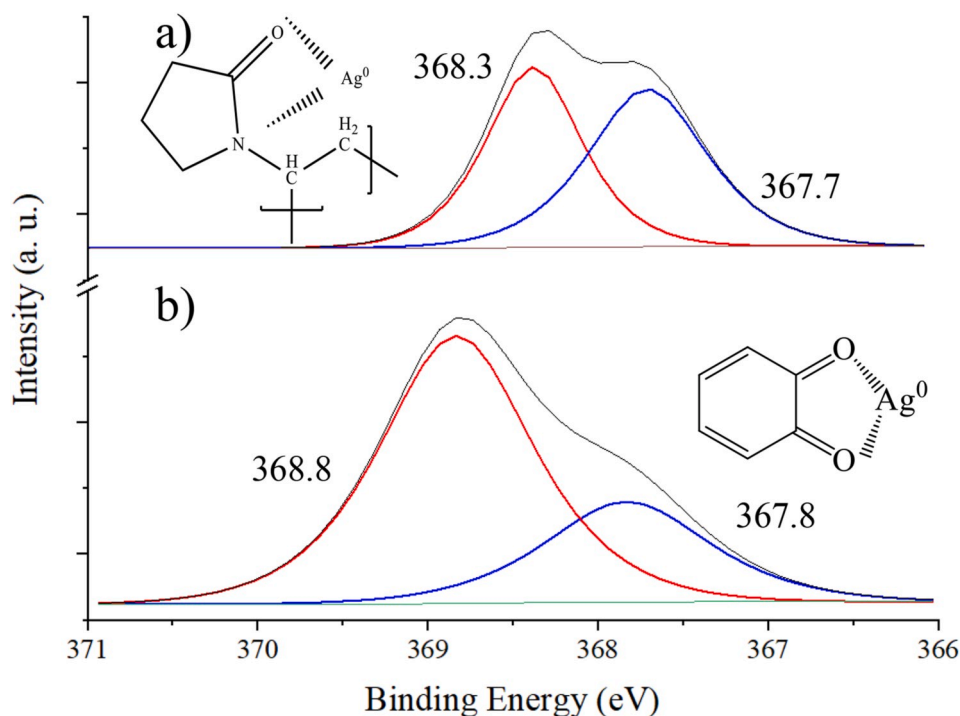 a)
O
Ag⁰
N
H
H₂
368.3
367.7
b)
O
Ag⁰
O
368.8
367.8
Intensity (a. u.)
371
370
369
368
367
366
Binding Energy (eV)